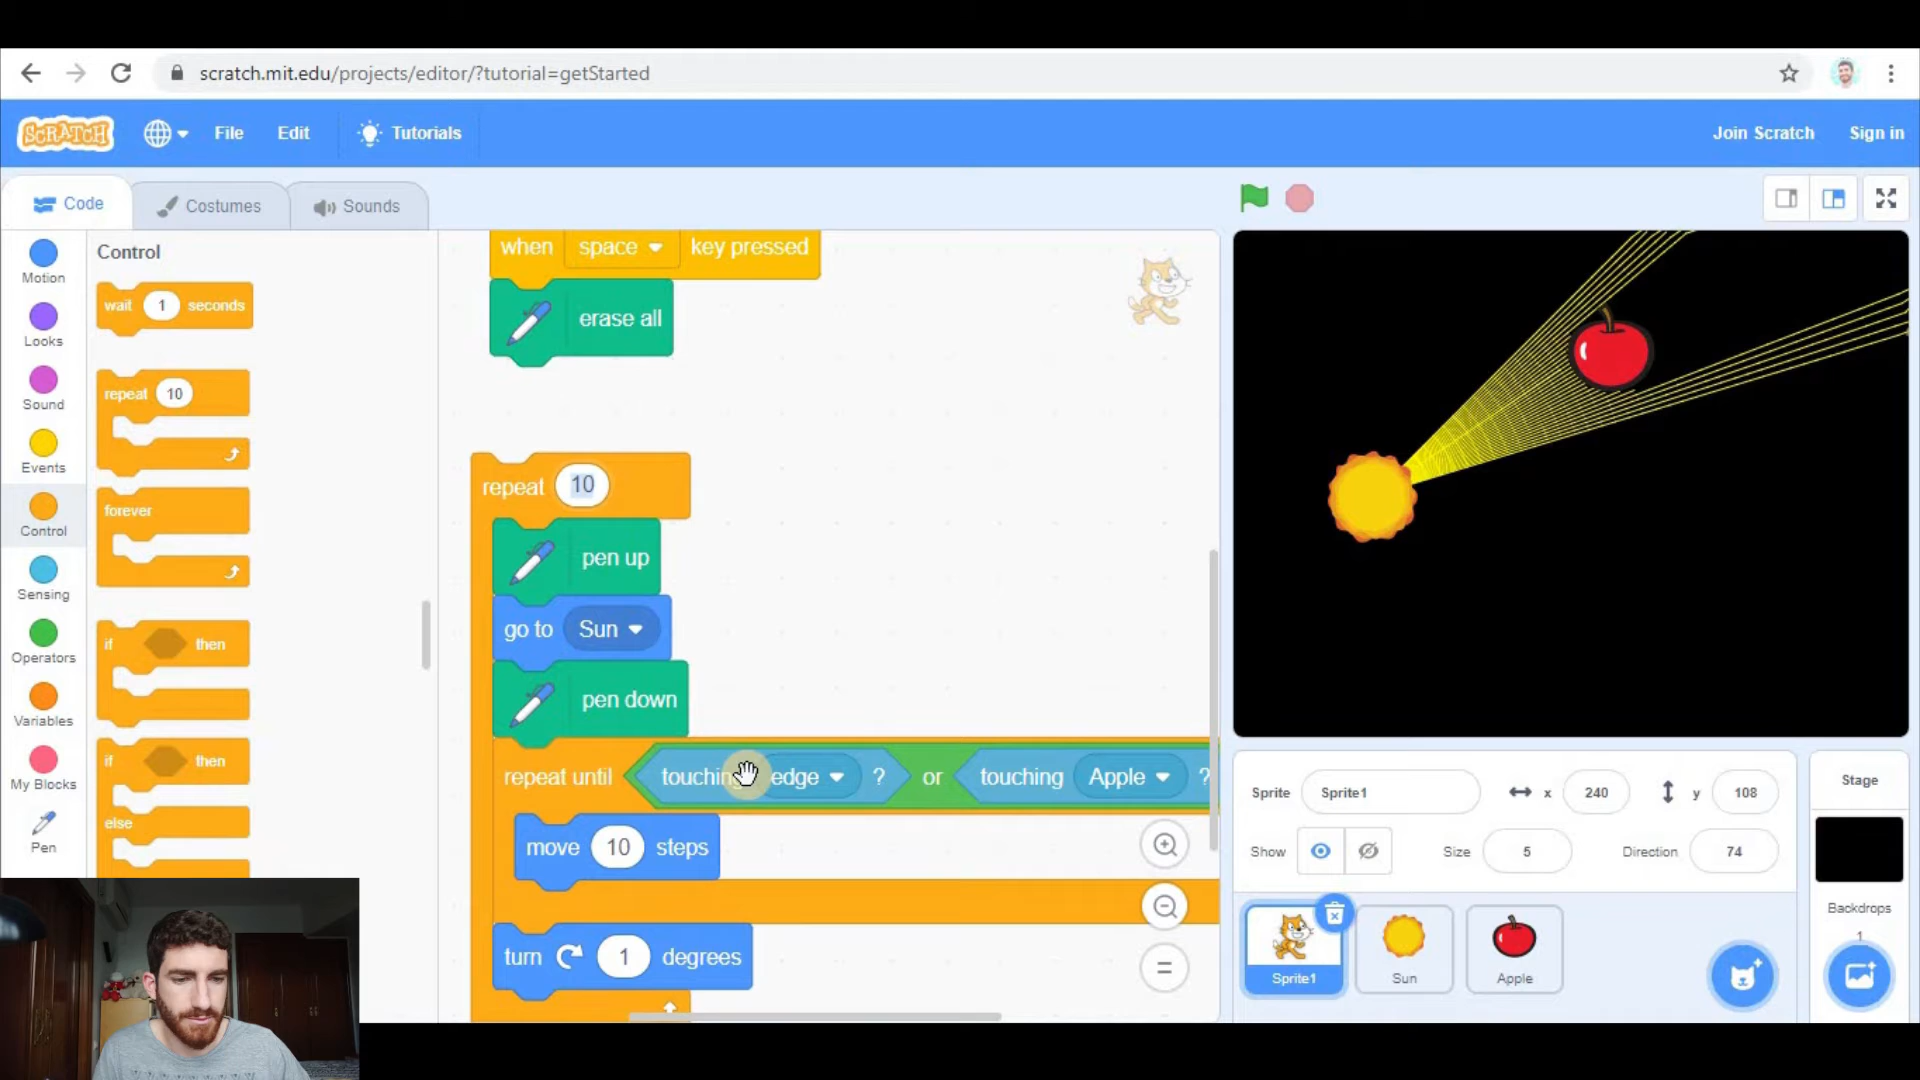 scratch.mit.edu/projects/editor/?tutorial=getStarted
SCRATCH
File
Edit
Tutorials
Join Scratch
Sign in
Code
Costumes
Sounds
Motion
Looks
Sound
Events
Control
Sensing
Operators
Variables
My Blocks
Pen
Control
wait 1 seconds
repeat 10
forever
if then
if then
else
when space key pressed
erase all
repeat 10
pen up
go to Sun
pen down
repeat until touching edge ? or touching Apple ?
move 10 steps
turn 1 degrees
Sprite Sprite1 x 240 y 108
Show Size 5 Direction 74
Sprite1
Sun
Apple
Stage
Backdrops
1